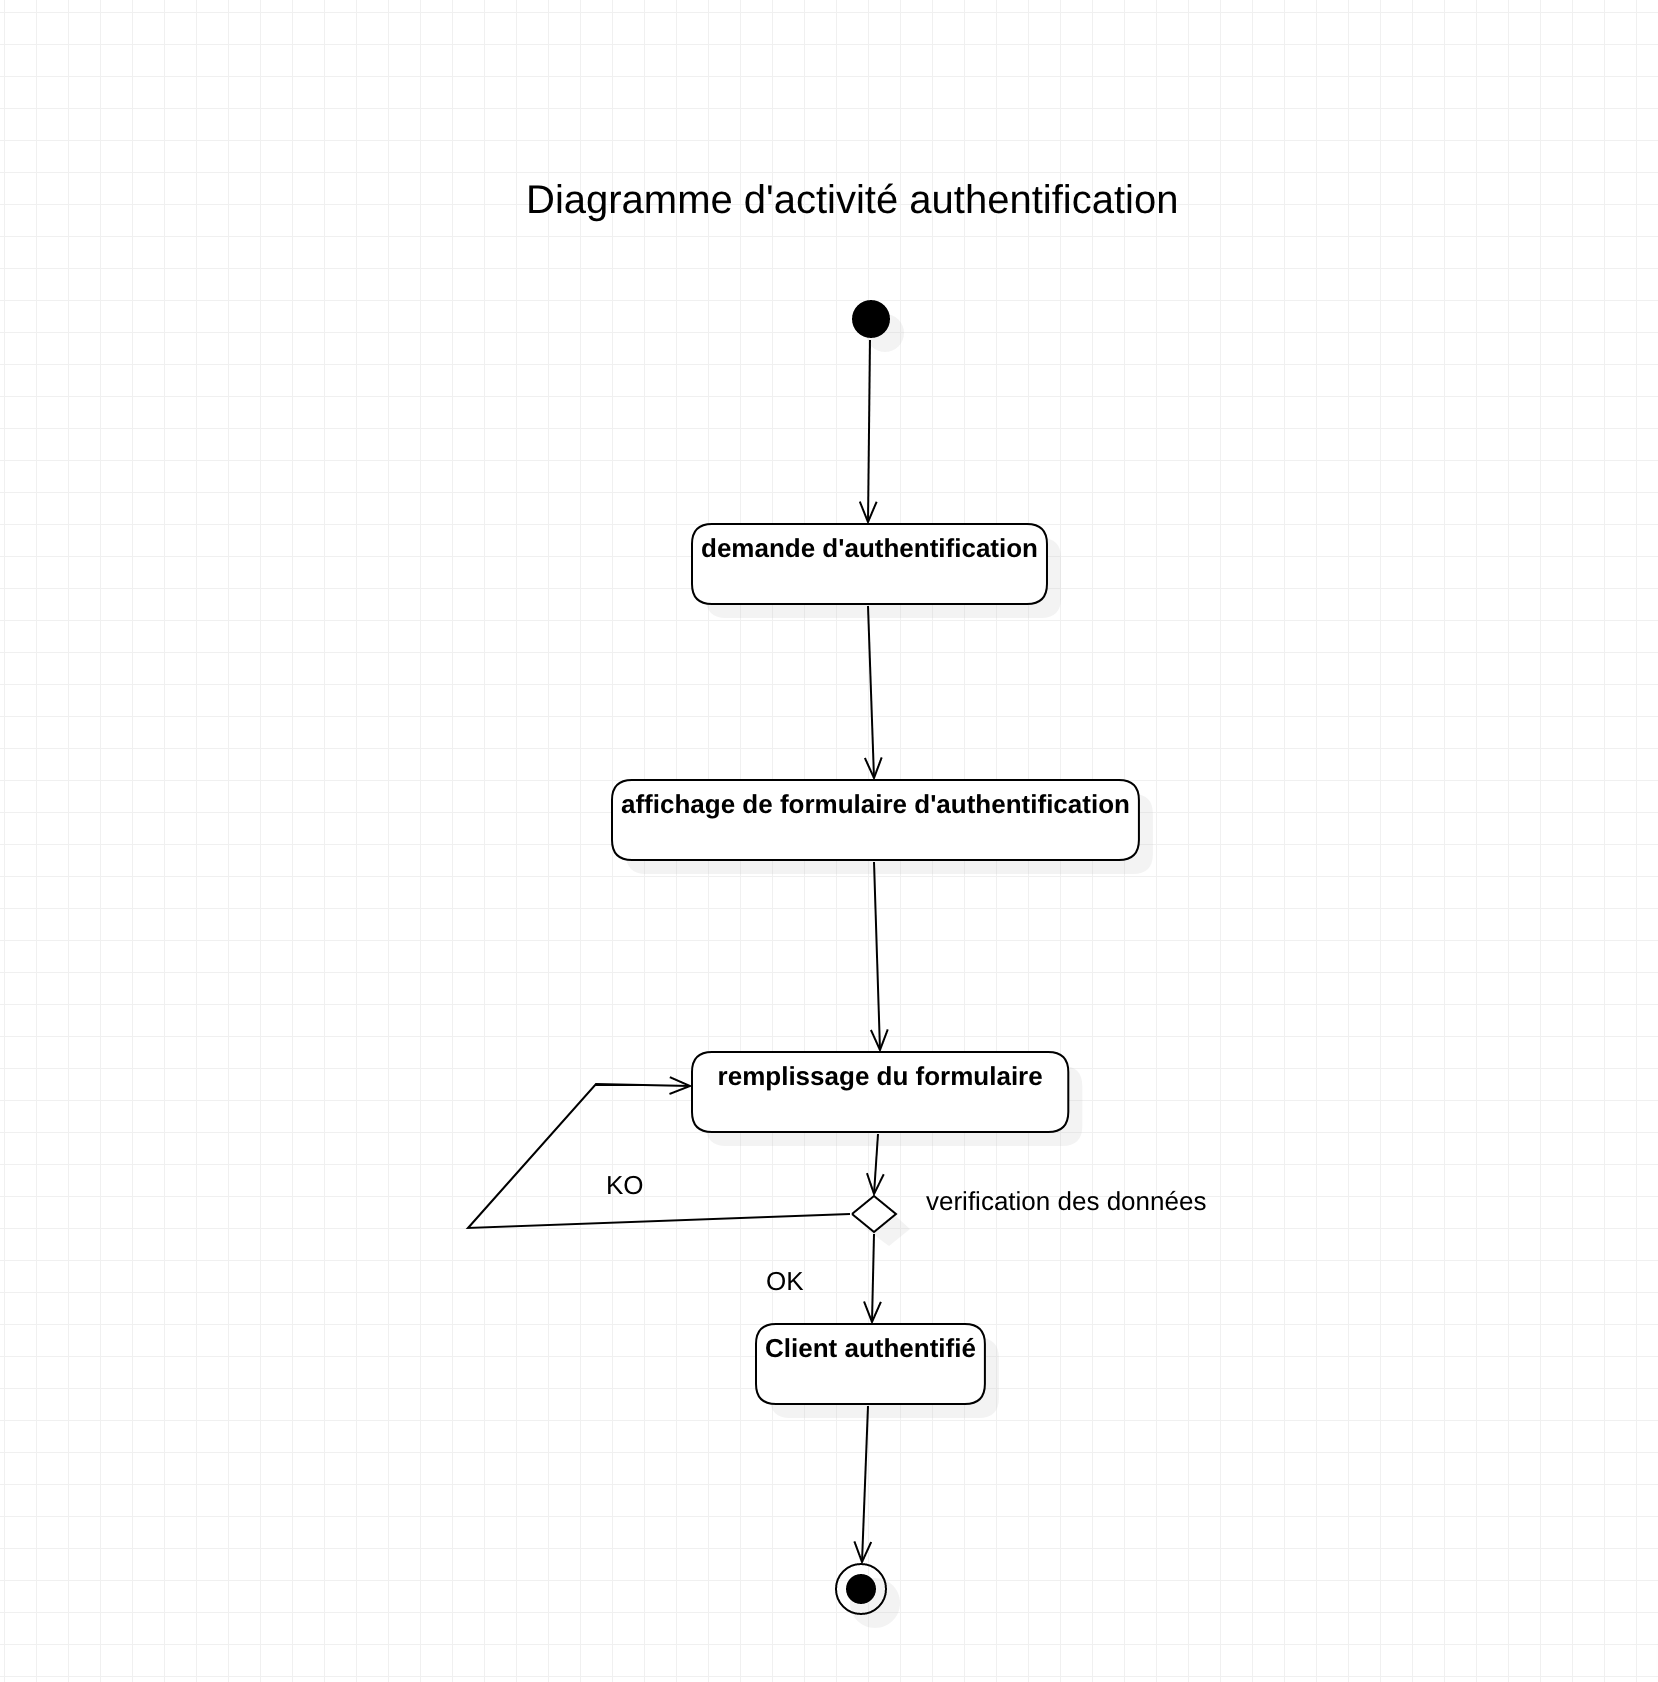 Diagramme d'activité authentification
demande d'authentification
affichage de formulaire d'authentification
remplissage du formulaire
KO
verification des données
OK
Client authentifié